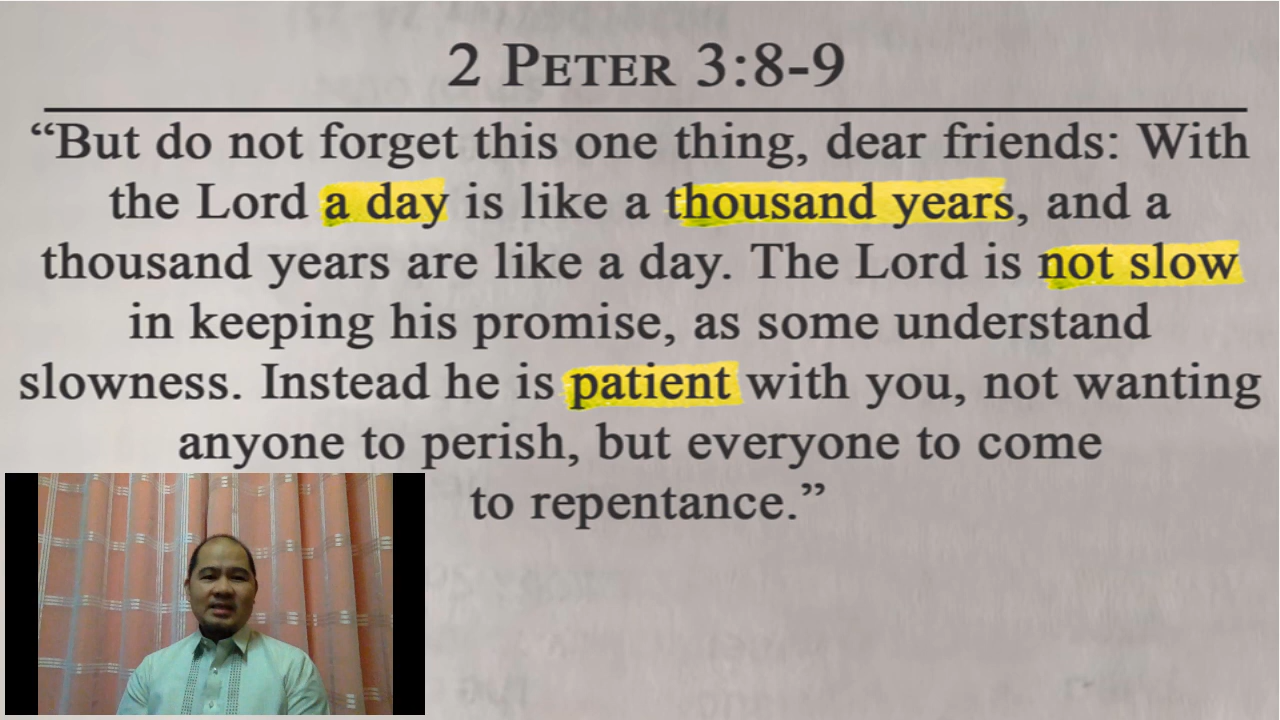 2 PETER 3:8-9
“But do not forget this one thing, dear friends: With
the Lord a day is like a thousand years, and a
thousand years are like a day. The Lord is not slow
in keeping his promise, as some understand
slowness. Instead he is patient with you, not wanting
anyone to perish, but everyone to come
to repentance.”